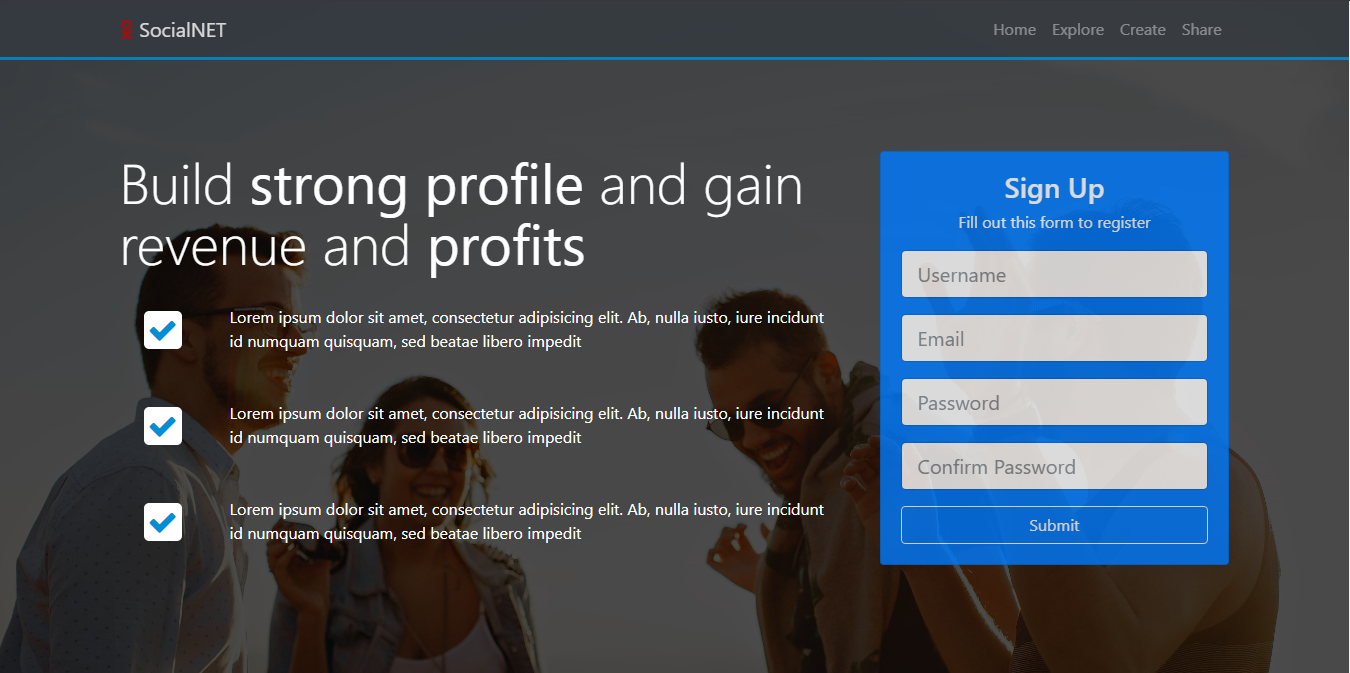 SocialNET
Home Explore Create Share
Build strong profile and gain
revenue and profits
Lorem ipsum dolor sit amet, consectetur adipisicing elit. Ab, nulla iusto, iure incidunt
id numquam quisquam, sed beatae libero impedit
Lorem ipsum dolor sit amet, consectetur adipisicing elit. Ab, nulla iusto, iure incidunt
id numquam quisquam, sed beatae libero impedit
Lorem ipsum dolor sit amet, consectetur adipisicing elit. Ab, nulla iusto, iure incidunt
id numquam quisquam, sed beatae libero impedit
Sign Up
Fill out this form to register
Username
Email
Password
Confirm Password
Submit